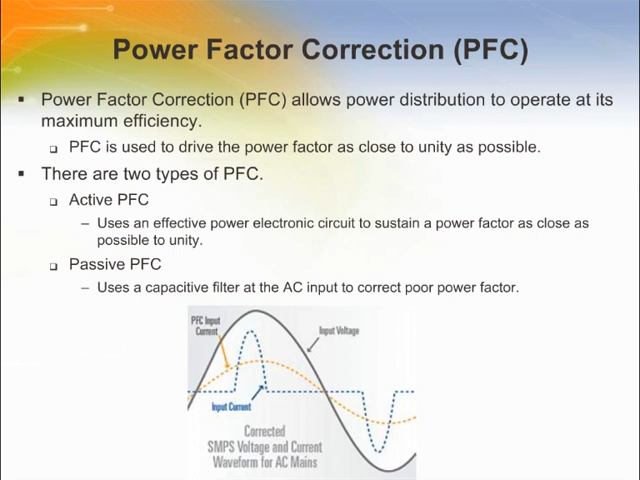 Power Factor Correction (PFC)
▪ Power Factor Correction (PFC) allows power distribution to operate at its
maximum efficiency.
❑ PFC is used to drive the power factor as close to unity as possible.
▪ There are two types of PFC.
❑ Active PFC
– Uses an effective power electronic circuit to sustain a power factor as close as
possible to unity.
❑ Passive PFC
– Uses a capacitive filter at the AC input to correct poor power factor.
PFC Input
Current
Input Voltage
Input Current
Corrected
SMPS Voltage and Current
Waveform for AC Mains